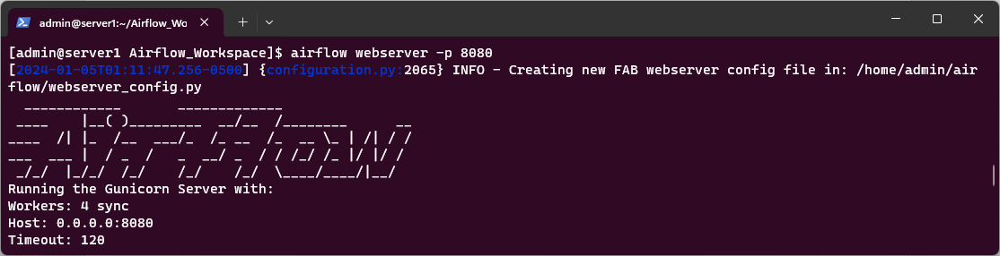 admin@server1:~/Airflow_Wo
[admin@server1 Airflow_Workspace]$ airflow webserver -p 8080
[2024-01-05T01:11:47.256-0500] {configuration.py:2065} INFO - Creating new FAB webserver config file in: /home/admin/air
flow/webserver_config.py
  ____________       _____________
 ____    |__( )_________  __/__  /________      __
____  /| |_  /__  ___/_  /_ __  /_  __ \_ | /| / /
___  ___ |  / _  /   _  __/ _  / / /_/ /_ |/ |/ /
 _/_/  |_/_/  /_/    /_/    /_/  \____/____/|__/
Running the Gunicorn Server with:
Workers: 4 sync
Host: 0.0.0.0:8080
Timeout: 120